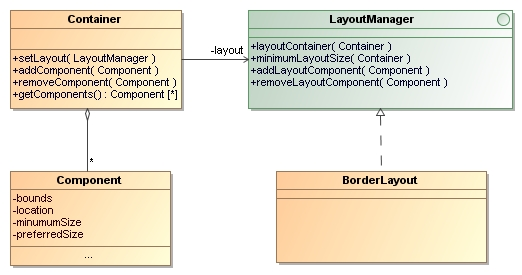 Container
+setLayout( LayoutManager )
+addComponent( Component )
+removeComponent( Component )
+getComponents() : Component [*]
-layout
LayoutManager
+layoutContainer( Container )
+minimumLayoutSize( Container )
+addLayoutComponent( Component )
+removeLayoutComponent( Component )
*
Component
-bounds
-location
-minumumSize
-preferredSize
...
BorderLayout